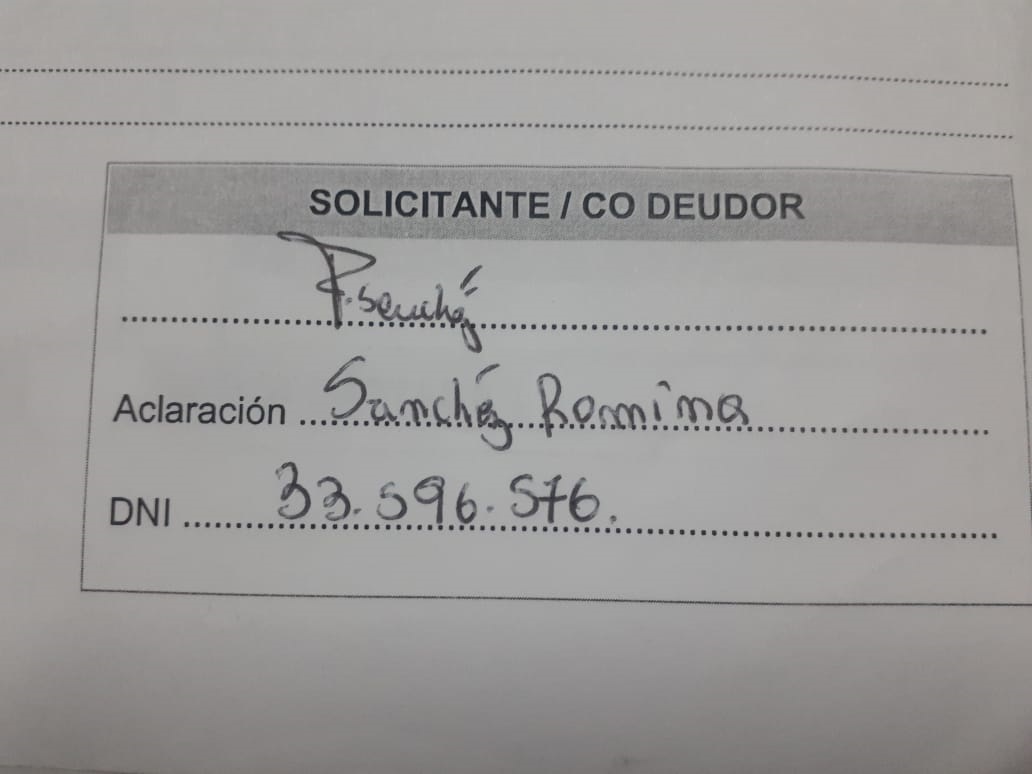 SOLICITANTE / CO DEUDOR
Aclaración Sanchéz Romina
DNI 33.596.576.